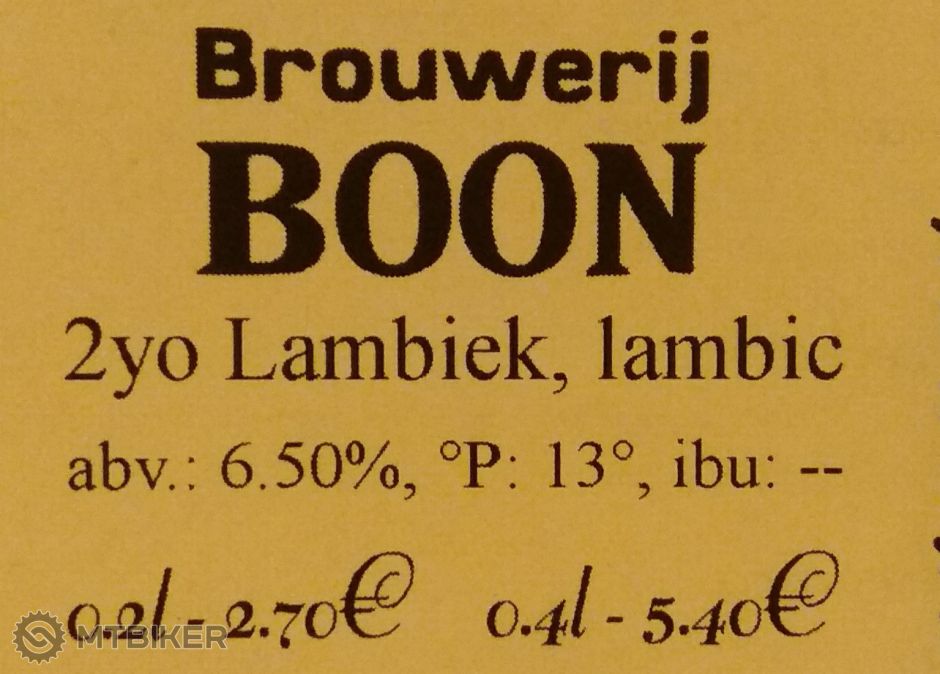 Brouwerij
BOON
2yo Lambiek, lambic
abv.: 6.50%, °P: 13°, ibu: --
0.2l - 2.70€ 0.4l - 5.40€
MTBIKER